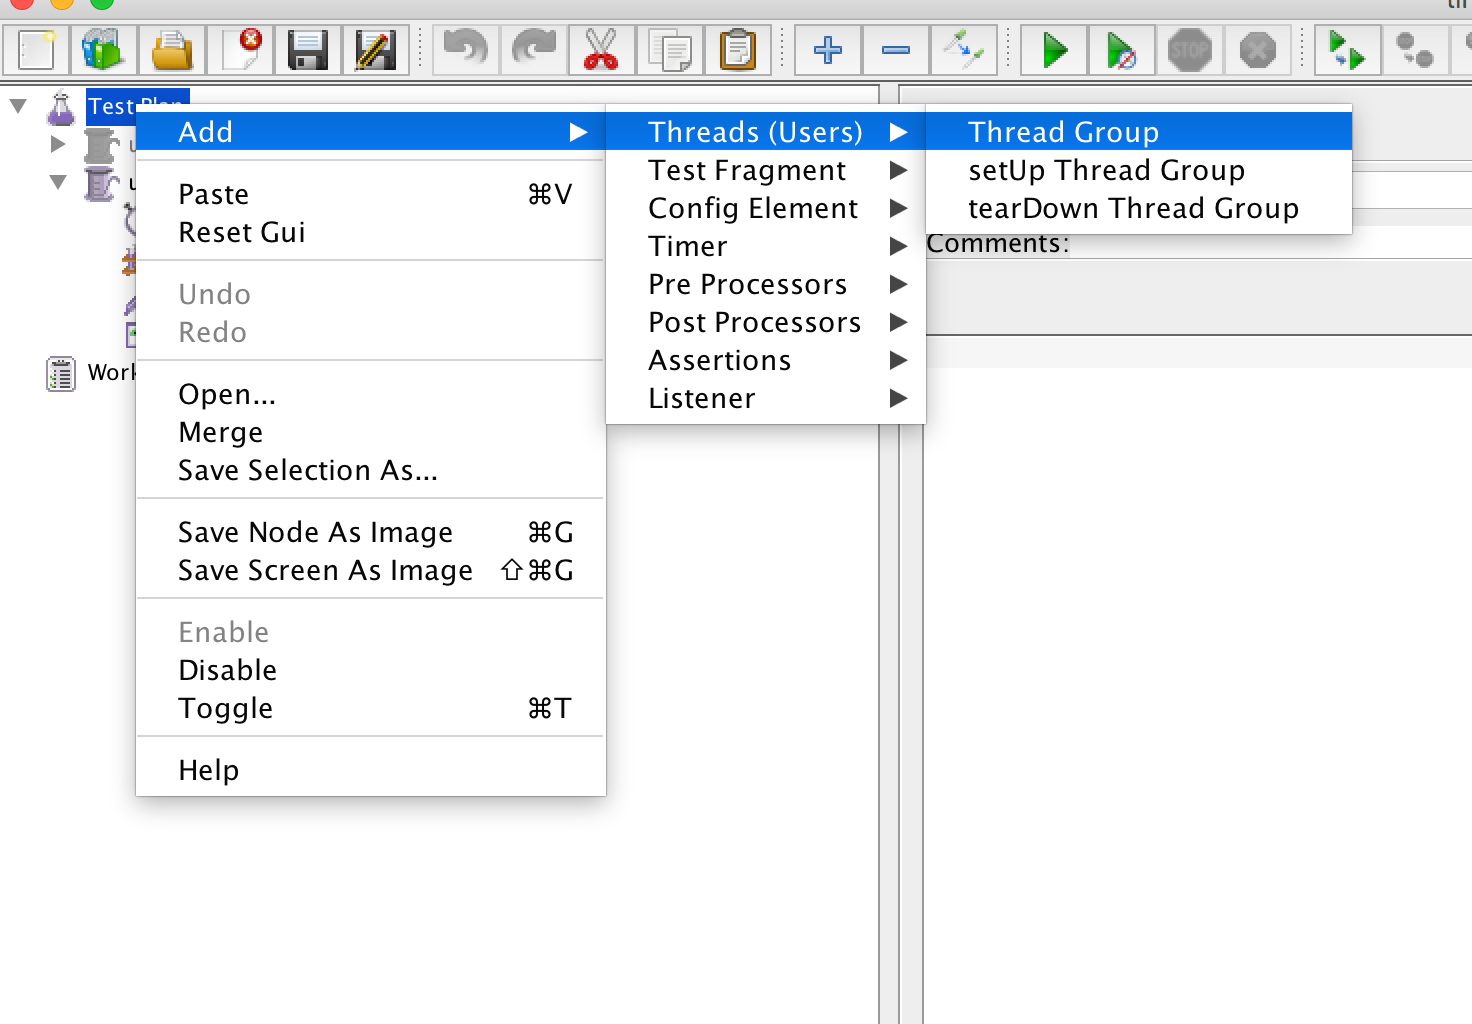 STOP
Test Plan
Add
Paste ⌘V
Reset Gui
Undo
Redo
Open...
Merge
Save Selection As...
Save Node As Image ⌘G
Save Screen As Image ⇧⌘G
Enable
Disable
Toggle ⌘T
Help
Threads (Users)
Test Fragment
Config Element
Timer
Pre Processors
Post Processors
Assertions
Listener
Thread Group
setUp Thread Group
tearDown Thread Group
Comments: